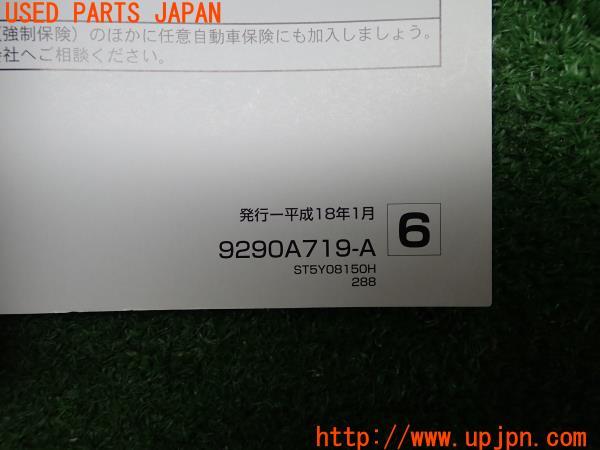 USED PARTS JAPAN
(強制保険)のほかに任意自動車保険にも加入しましょう。
会社へご相談ください。
発行ー平成18年1月
6
9290A719-A
ST5Y08150H
288
http://www.upjpn.com/